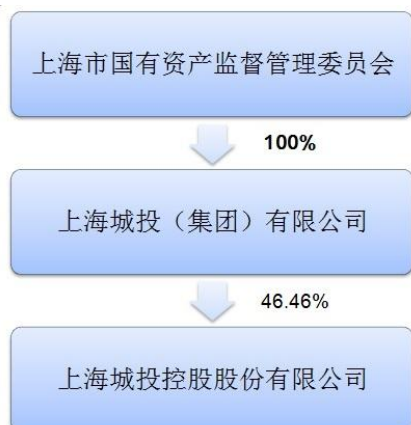 上海市国有资产监督管理委员会
100%
上海城投（集团）有限公司
46.46%
上海城投控股股份有限公司